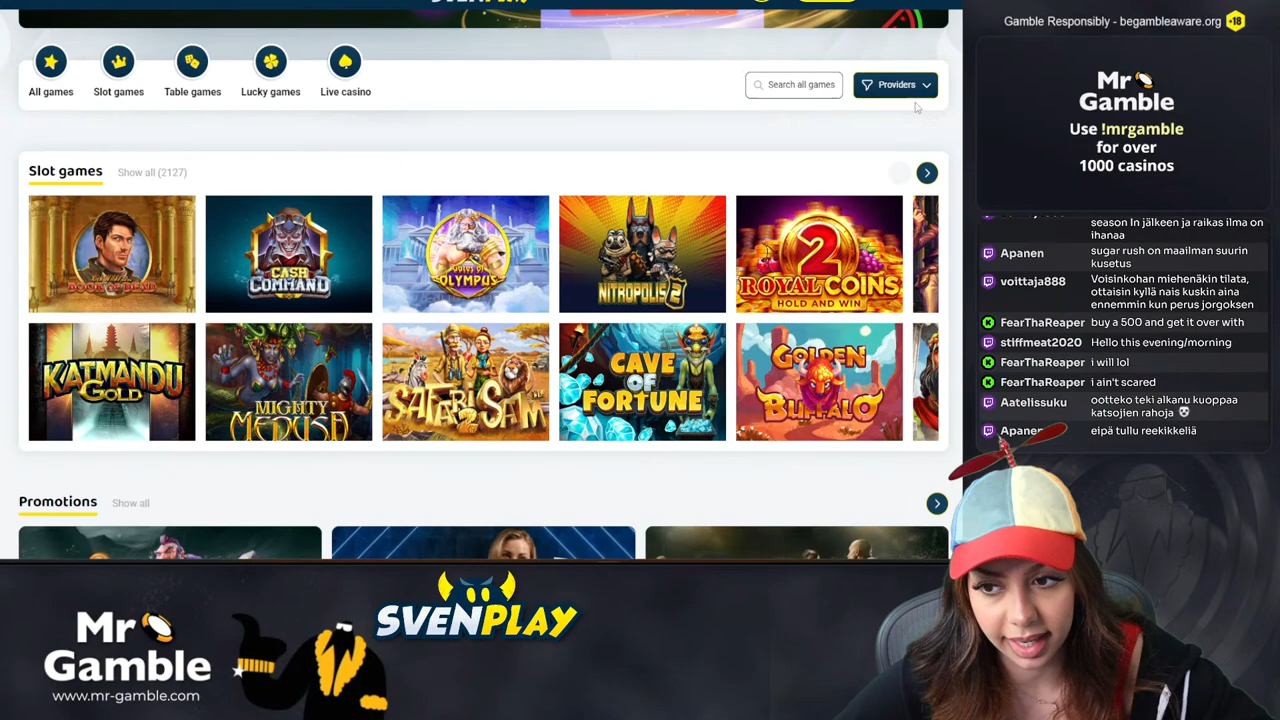 SVENPLAY
All games
Slot games
Table games
Lucky games
Live casino
Search all games
Providers
Slot games
Show all (2127)
BOOK OF DEAD
CASH
COMMAND
GATES OF
OLYMPUS
NITROPOLIS 2
2
ROYAL COINS
HOLD AND WIN
KATMANDU
GOLD
MIGHTY
MEDUSA
SAFARI SAM
2
CAVE
OF
FORTUNE
GOLDEN
BUFFALO
Promotions
Show all
Mr
Gamble
www.mr-gamble.com
SVENPLAY
Gamble Responsibly - begambleaware.org
+18
Mr
Gamble
Use !mrgamble
for over
1000 casinos
season ln jälkeen ja raikas ilma on
ihanaa
Apanen sugar rush on maailman suurin
kusetus
voittaja888 Voisinkohan miehenäkin tilata,
ottaisin kyllä nais kuskin aina
ennemmin kun perus jorgoksen
FearThaReaper buy a 500 and get it over with
stiffmeat2020 Hello this evening/morning
FearThaReaper i will lol
FearThaReaper i ain't scared
Aatelissuku ootteko teki alkanu kuoppaa
katsojien rahoja 💀
Apanen eipä tullu reekikkeliä